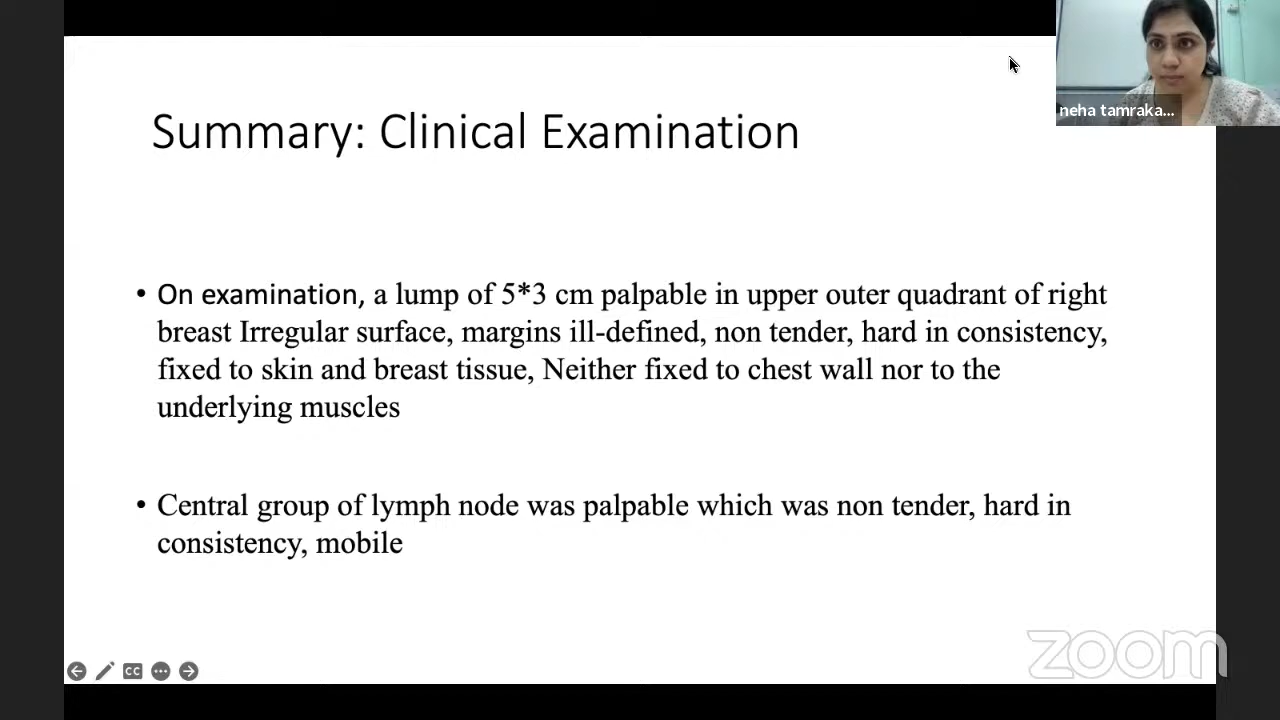 neha tamraka...
Summary: Clinical Examination
• On examination, a lump of 5*3 cm palpable in upper outer quadrant of right
breast Irregular surface, margins ill-defined, non tender, hard in consistency,
fixed to skin and breast tissue, Neither fixed to chest wall nor to the
underlying muscles
• Central group of lymph node was palpable which was non tender, hard in
consistency, mobile
CC
zoom